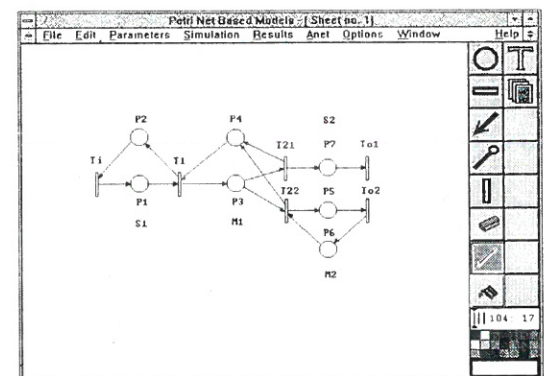 Petri Net Based Models - [ Sheet no. 1]
File Edit Parameters Simulation Results Anet Options Window Help
P2 P4 S2
T21 P7 To1
Ti T1
T22 P5 To2
P1 P3
P6
S1 M1
M2
T
104: 17